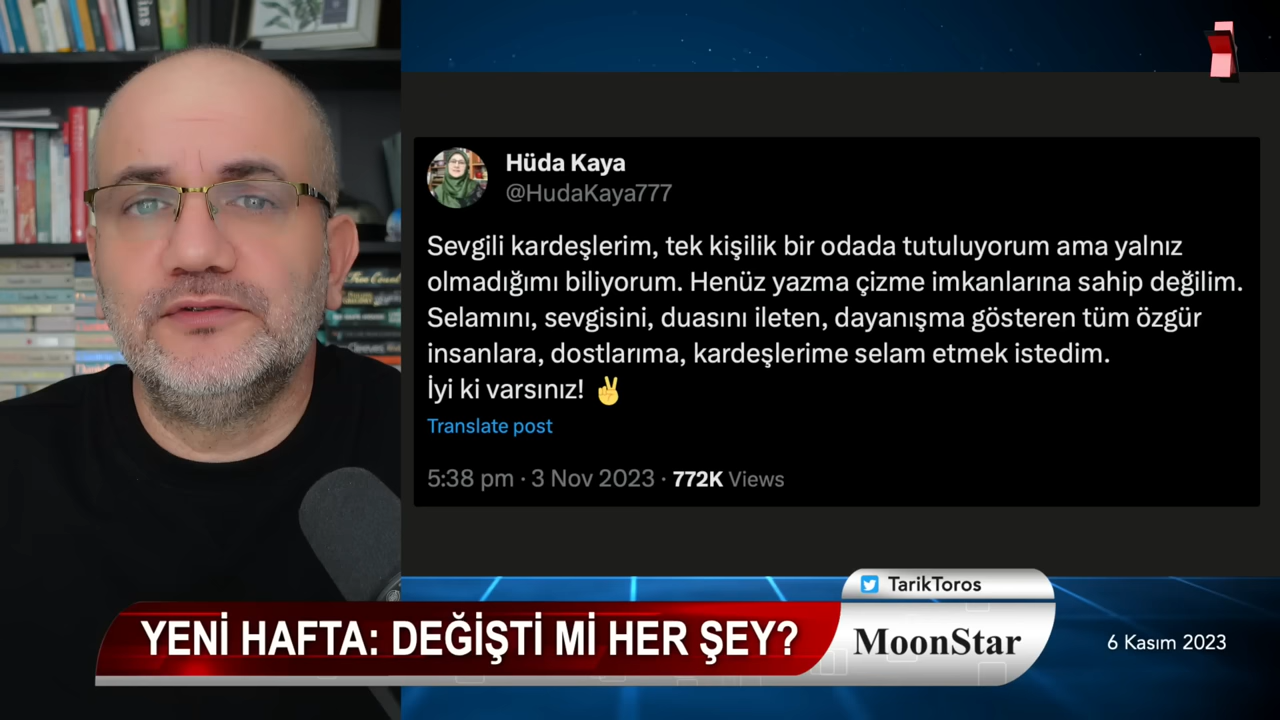 Hüda Kaya
@HudaKaya777
Sevgili kardeşlerim, tek kişilik bir odada tutuluyorum ama yalnız
olmadığımı biliyorum. Henüz yazma çizme imkanlarına sahip değilim.
Selamını, sevgisini, duasını ileten, dayanışma gösteren tüm özgür
insanlara, dostlarıma, kardeşlerime selam etmek istedim.
İyi ki varsınız! ✌️
Translate post
5:38 pm · 3 Nov 2023 · 772K Views
TarikToros
YENİ HAFTA: DEĞİŞTİ Mİ HER ŞEY?
MoonStar
6 Kasım 2023